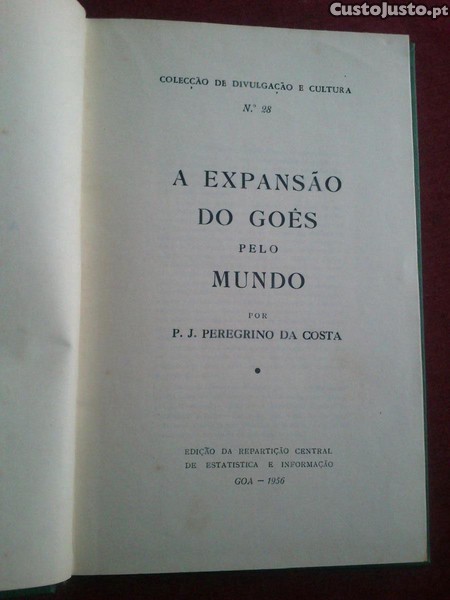 CustoJusto.pt
COLECÇÃO DE DIVULGAÇÃO E CULTURA
N.º 28
A EXPANSÃO
DO GOÊS
PELO
MUNDO
POR
P. J. PEREGRINO DA COSTA
EDIÇÃO DA REPARTIÇÃO CENTRAL
DE ESTATISTICA E INFORMAÇÃO
GOA — 1956